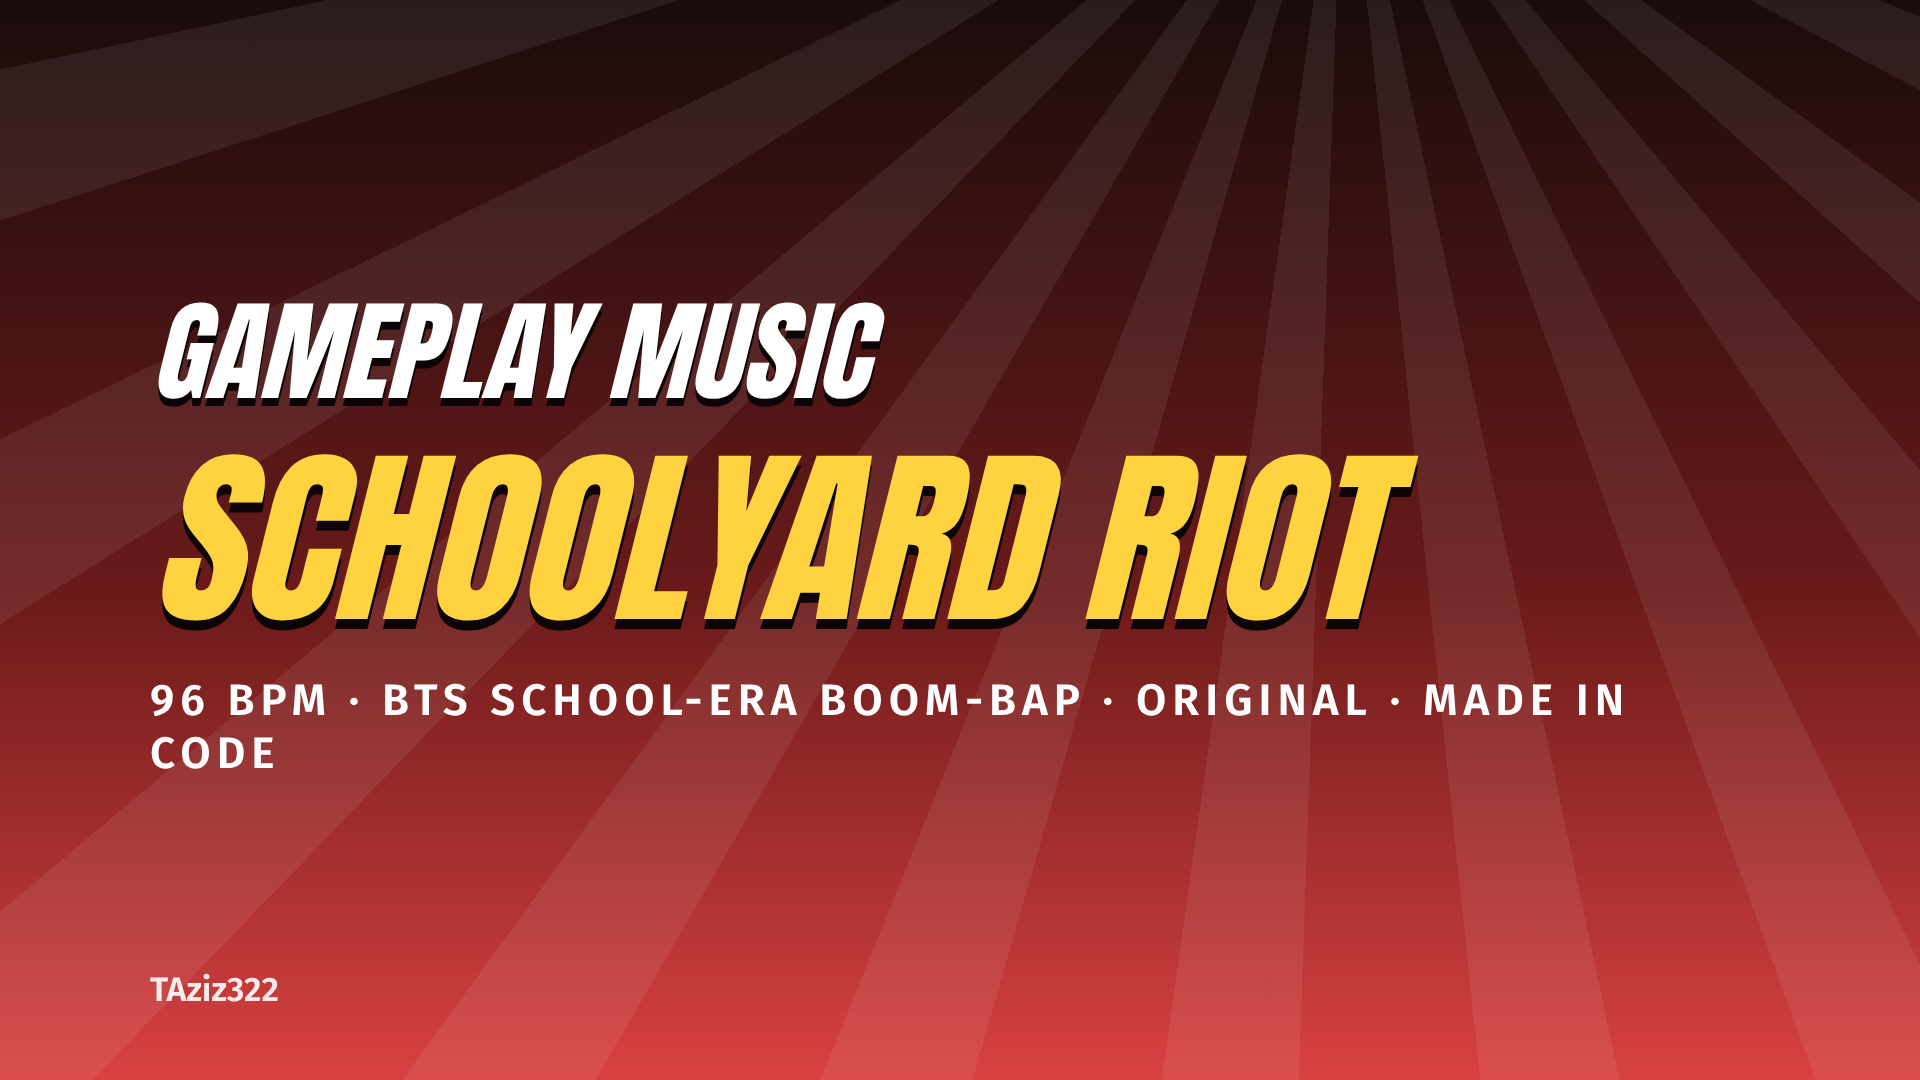 GAMEPLAY MUSIC
SCHOOLYARD RIOT
96 BPM · BTS SCHOOL-ERA BOOM-BAP · ORIGINAL · MADE IN
CODE
TAziz322